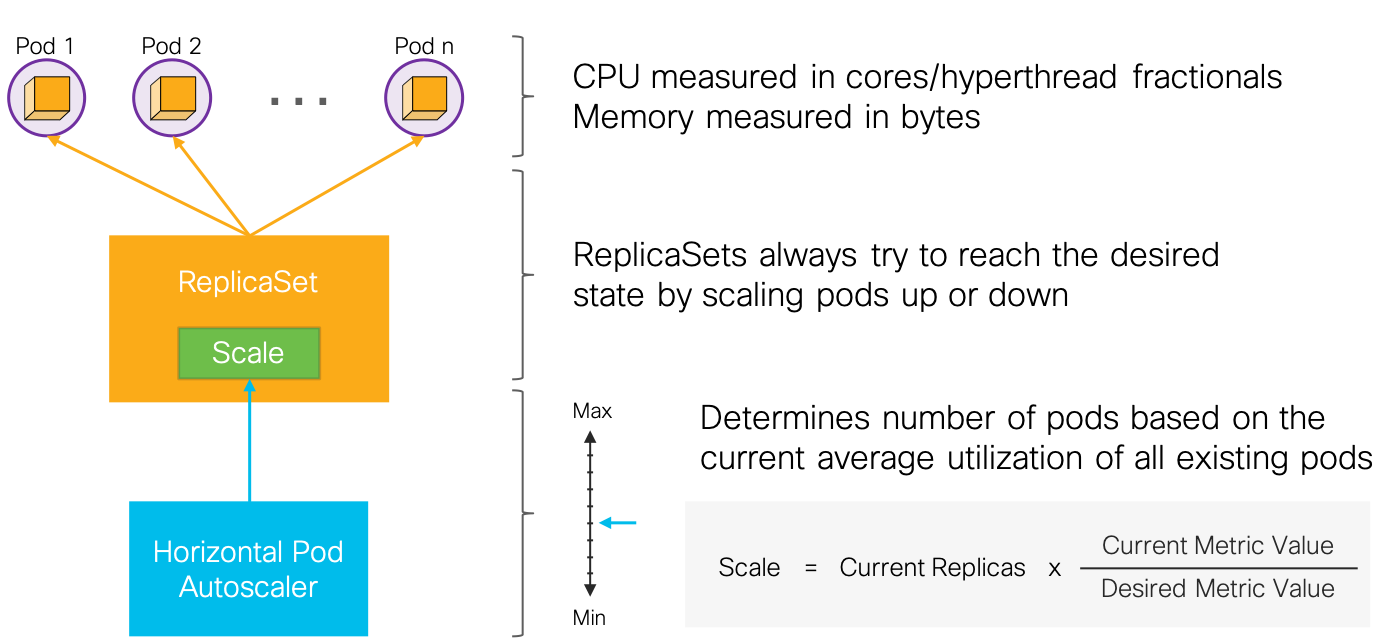 Pod 1
Pod 2
Pod n
CPU measured in cores/hyperthread fractionals
Memory measured in bytes
ReplicaSet
Scale
ReplicaSets always try to reach the desired
state by scaling pods up or down
Horizontal Pod
Autoscaler
Max
Min
Determines number of pods based on the
current average utilization of all existing pods
Scale = Current Replicas x
Current Metric Value
Desired Metric Value